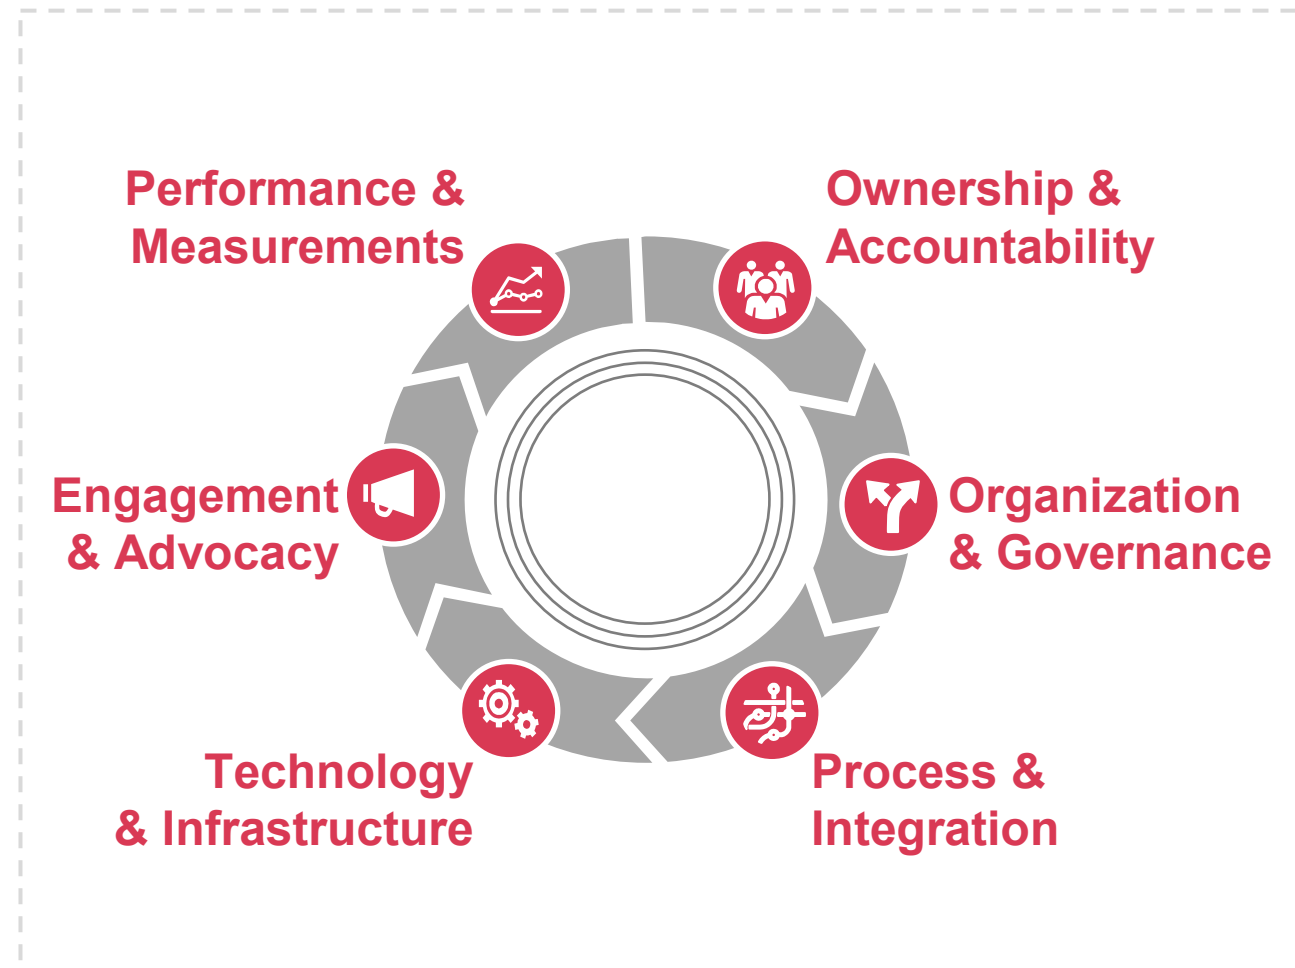 Performance &
Measurements
Ownership &
Accountability
Engagement
& Advocacy
Organization
& Governance
Technology
& Infrastructure
Process &
Integration